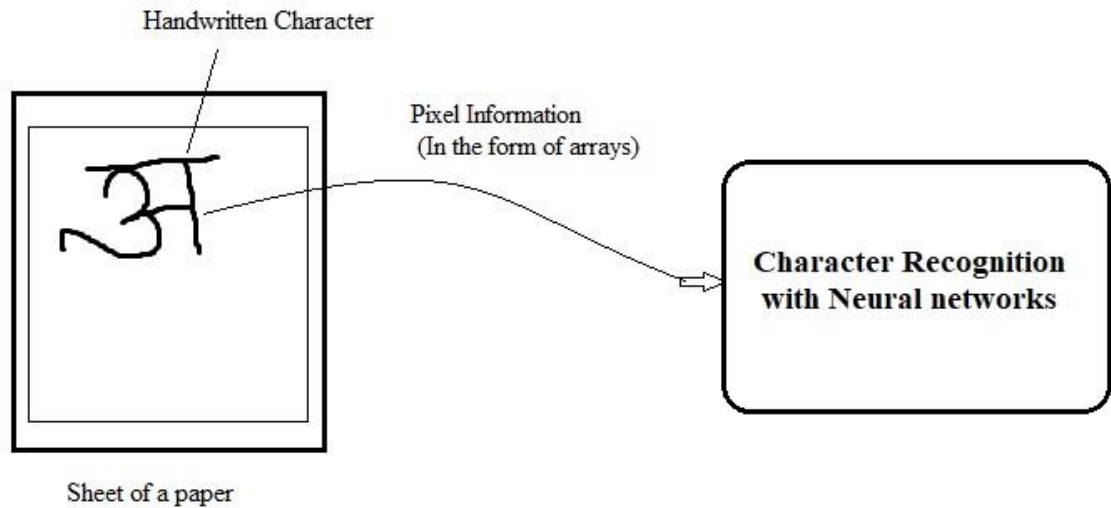 Handwritten Character
Pixel Information
(In the form of arrays)
अ
Character Recognition
with Neural networks
Sheet of a paper